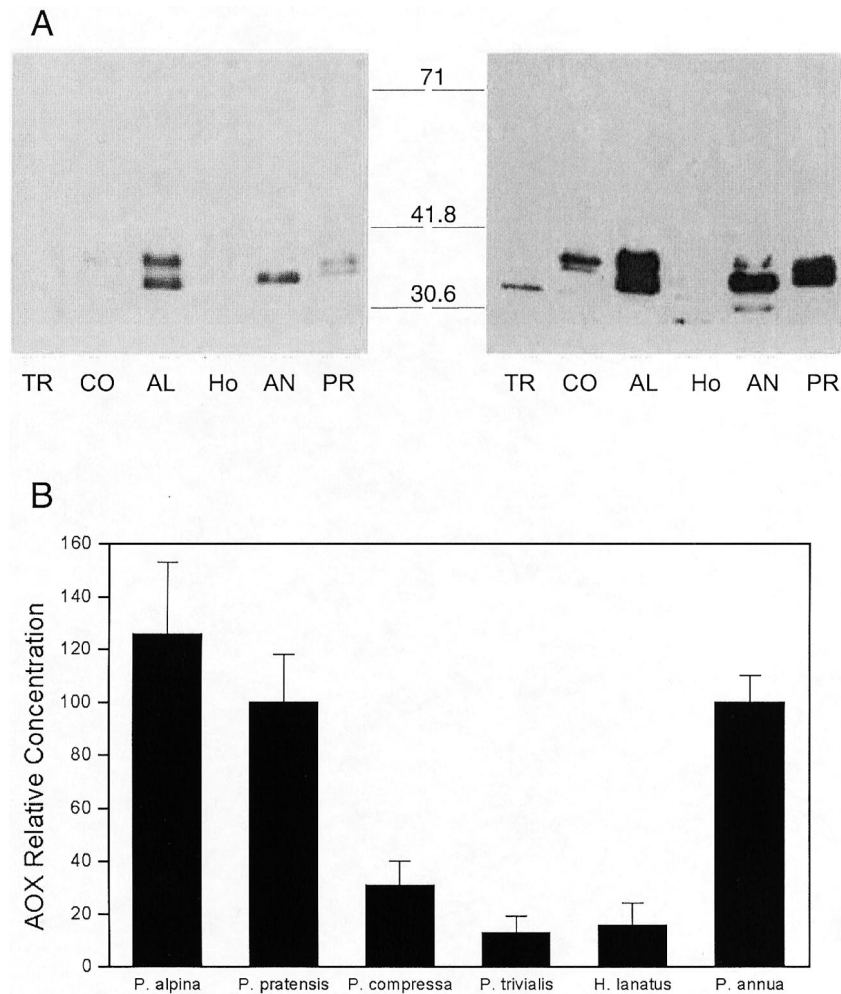 A
71
41.8
30.6
TR CO AL Ho AN PR
TR CO AL Ho AN PR
B
160
140
120
100
80
60
40
20
0
AOX Relative Concentration
P. alpina P. pratensis P. compressa P. trivialis H. lanatus P. annua